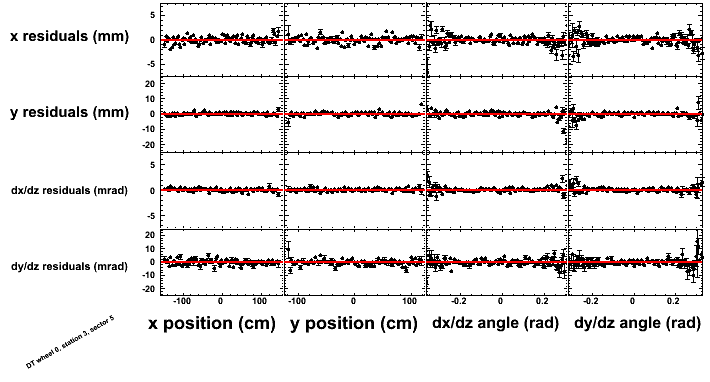 x residuals (mm)
5
0
-5
y residuals (mm)
20
10
0
-10
-20
dx/dz residuals (mrad)
5
0
-5
dy/dz residuals (mrad)
20
15
10
5
0
-10
-20
-100 0 100 -100 0 100 -0.2 0 0.2 -0.2 0 0.2
x position (cm) y position (cm) dx/dz angle (rad) dy/dz angle (rad)
DT wheel 0, station 3, sector 5